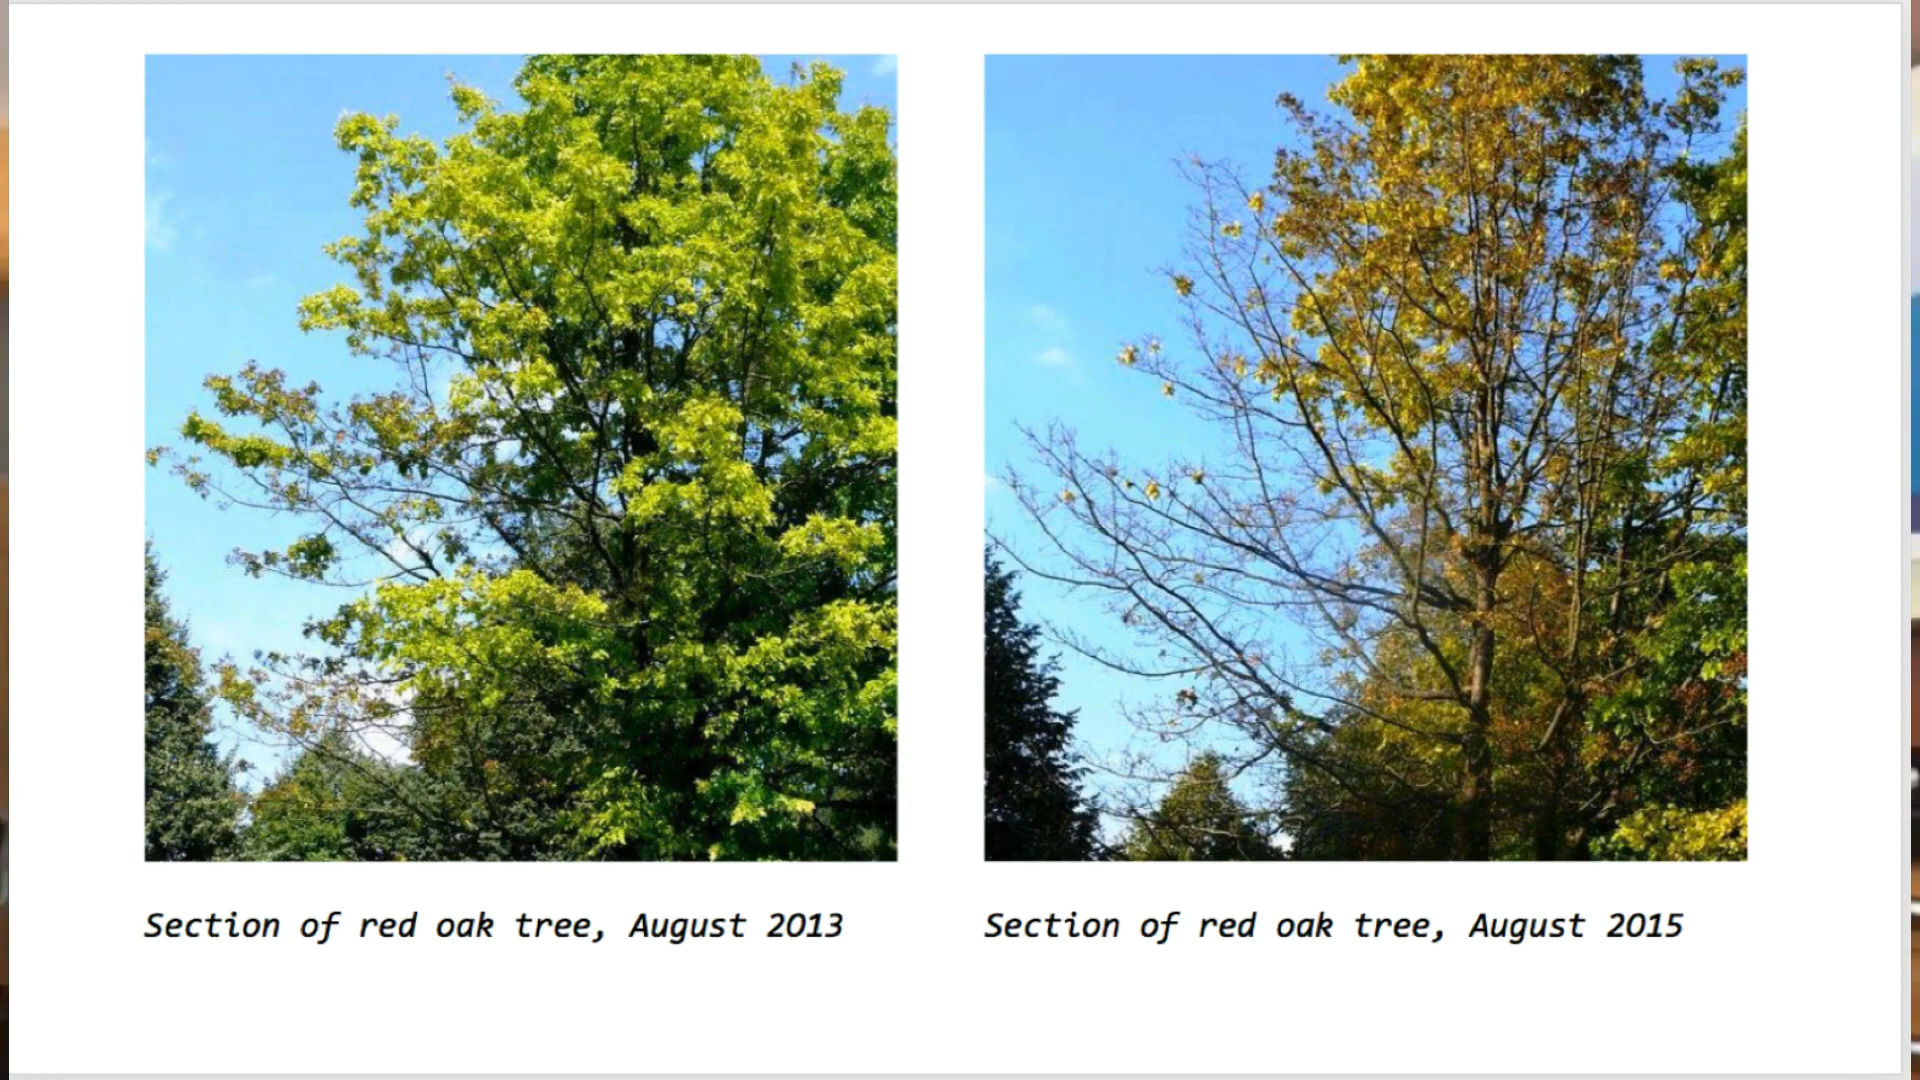 Section of red oak tree, August 2013
Section of red oak tree, August 2015